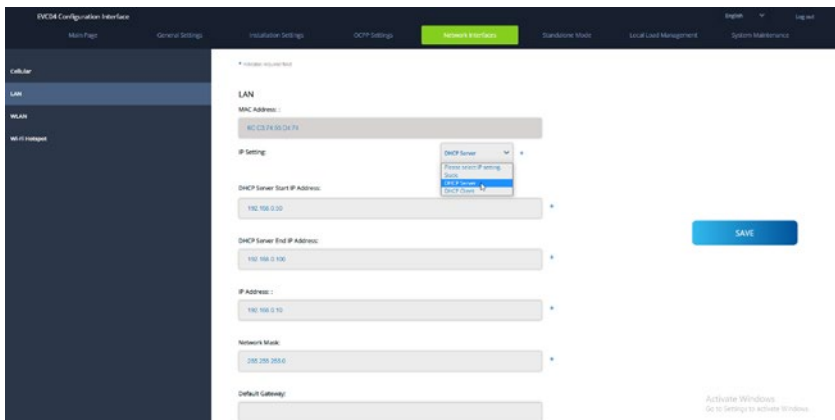 EVCD4 Configuration Interface
English
Log out
Main Page
General Settings
Installation Settings
OCPP Settings
Network Interfaces
Standalone Mode
Local Load Management
System Maintenance
Cellular
LAN
WLAN
Wi-Fi Hotspot
* Indicates required field
LAN
MAC Address: :
IP Setting:
DHCP Server
*
Please select IP setting.
Static
DHCP Server
DHCP Client
DHCP Server Start IP Address:
192.168.0.50
*
DHCP Server End IP Address:
192.168.0.100
*
SAVE
IP Address: :
192.168.0.10
*
Network Mask:
255.255.255.0
*
Default Gateway:
Activate Windows
Go to Settings to activate Windows.